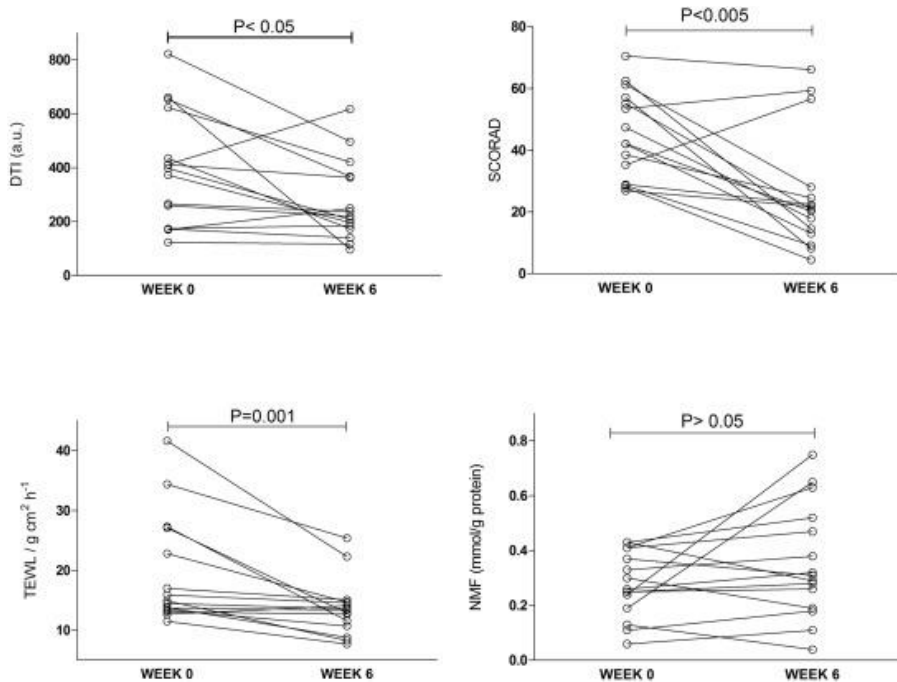 P< 0.05
800
600
400
200
0
DTI (a.u.)
WEEK 0 WEEK 6
P<0.005
80
60
40
20
0
SCORAD
WEEK 0 WEEK 6
P=0.001
40
30
20
10
TEWL / g cm² h⁻¹
WEEK 0 WEEK 6
P> 0.05
0.8
0.6
0.4
0.2
0.0
NMF (mmol/g protein)
WEEK 0 WEEK 6